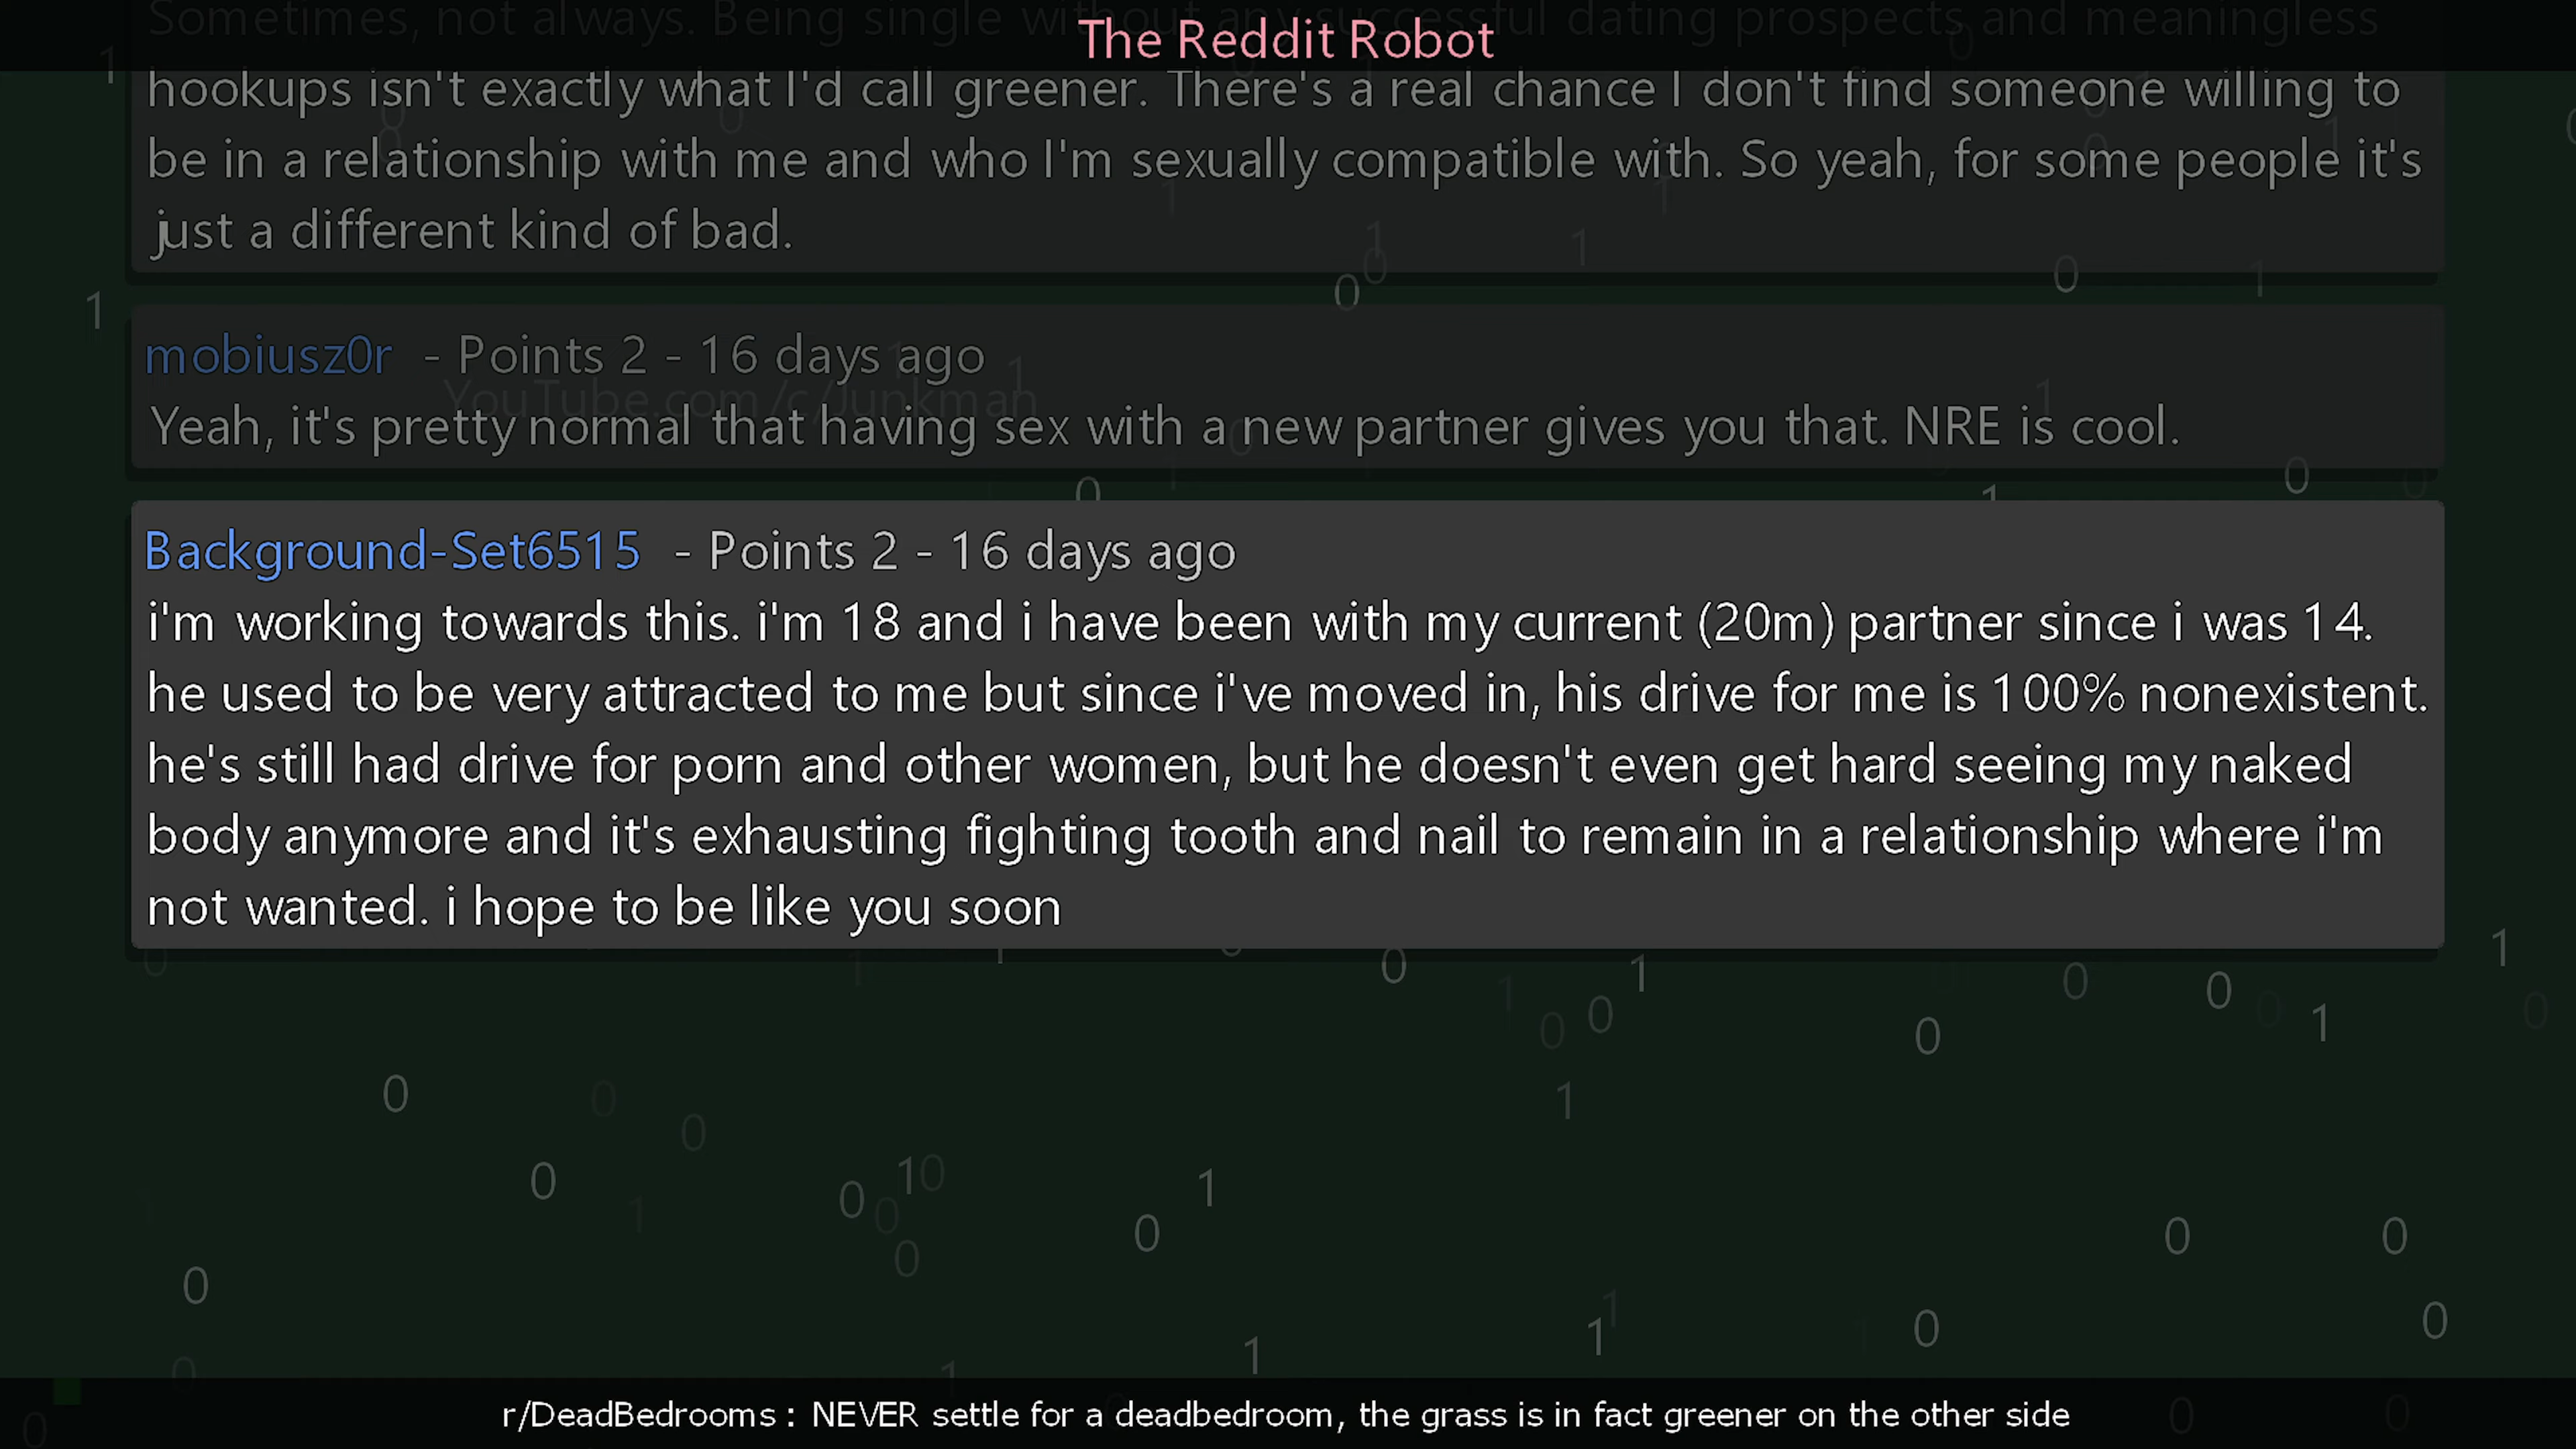 Sometimes, not always. Being single without any successful dating prospects and meaningless
The Reddit Robot
hookups isn't exactly what I'd call greener. There's a real chance I don't find someone willing to
be in a relationship with me and who I'm sexually compatible with. So yeah, for some people it's
just a different kind of bad.
mobiusz0r - Points 2 - 16 days ago
YouTube.com/c/Junkman
Yeah, it's pretty normal that having sex with a new partner gives you that. NRE is cool.
Background-Set6515 - Points 2 - 16 days ago
i'm working towards this. i'm 18 and i have been with my current (20m) partner since i was 14.
he used to be very attracted to me but since i've moved in, his drive for me is 100% nonexistent.
he's still had drive for porn and other women, but he doesn't even get hard seeing my naked
body anymore and it's exhausting fighting tooth and nail to remain in a relationship where i'm
not wanted. i hope to be like you soon
r/DeadBedrooms : NEVER settle for a deadbedroom, the grass is in fact greener on the other side